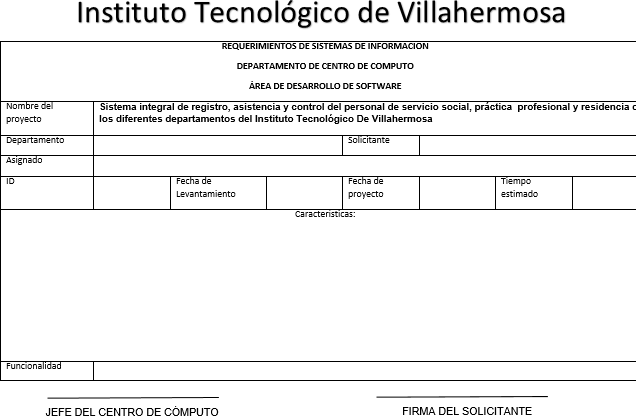 Instituto Tecnológico de Villahermosa
REQUERIMIENTOS DE SISTEMAS DE INFORMACION
DEPARTAMENTO DE CENTRO DE COMPUTO
ÁREA DE DESARROLLO DE SOFTWARE
Nombre del proyecto
Sistema integral de registro, asistencia y control del personal de servicio social, práctica profesional y residencia
los diferentes departamentos del Instituto Tecnológico De Villahermosa
Departamento
Solicitante
Asignado
ID
Fecha de Levantamiento
Fecha de proyecto
Tiempo estimado
Características:
Funcionalidad
JEFE DEL CENTRO DE CÓMPUTO
FIRMA DEL SOLICITANTE